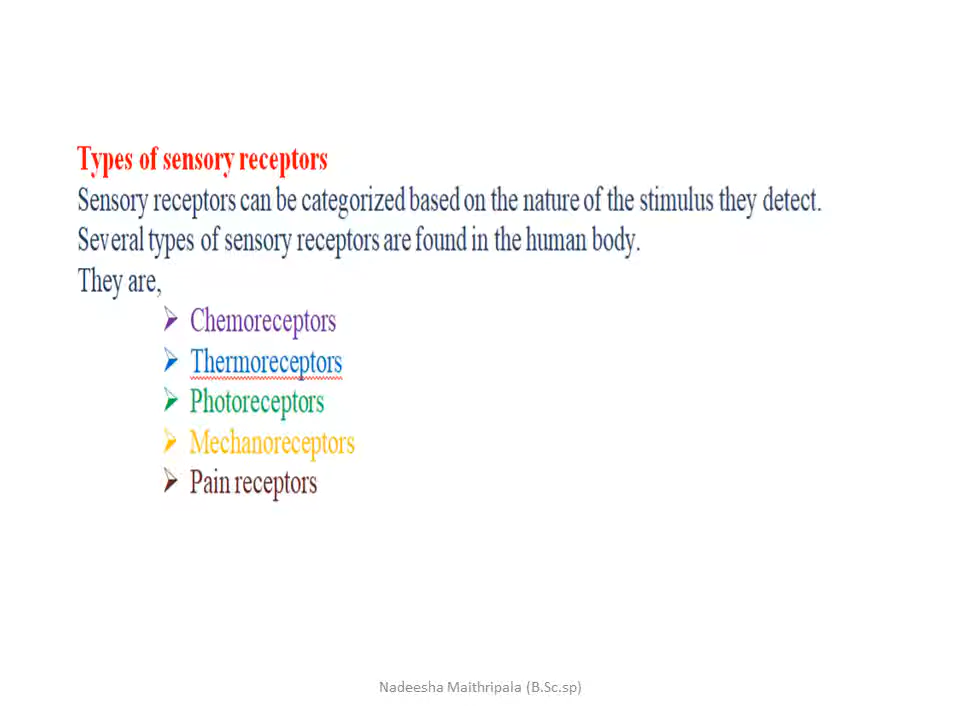 Types of sensory receptors
Sensory receptors can be categorized based on the nature of the stimulus they detect.
Several types of sensory receptors are found in the human body.
They are,
➢ Chemoreceptors
➢ Thermoreceptors
➢ Photoreceptors
➢ Mechanoreceptors
➢ Pain receptors
Nadeesha Maithripala (B.Sc.sp)